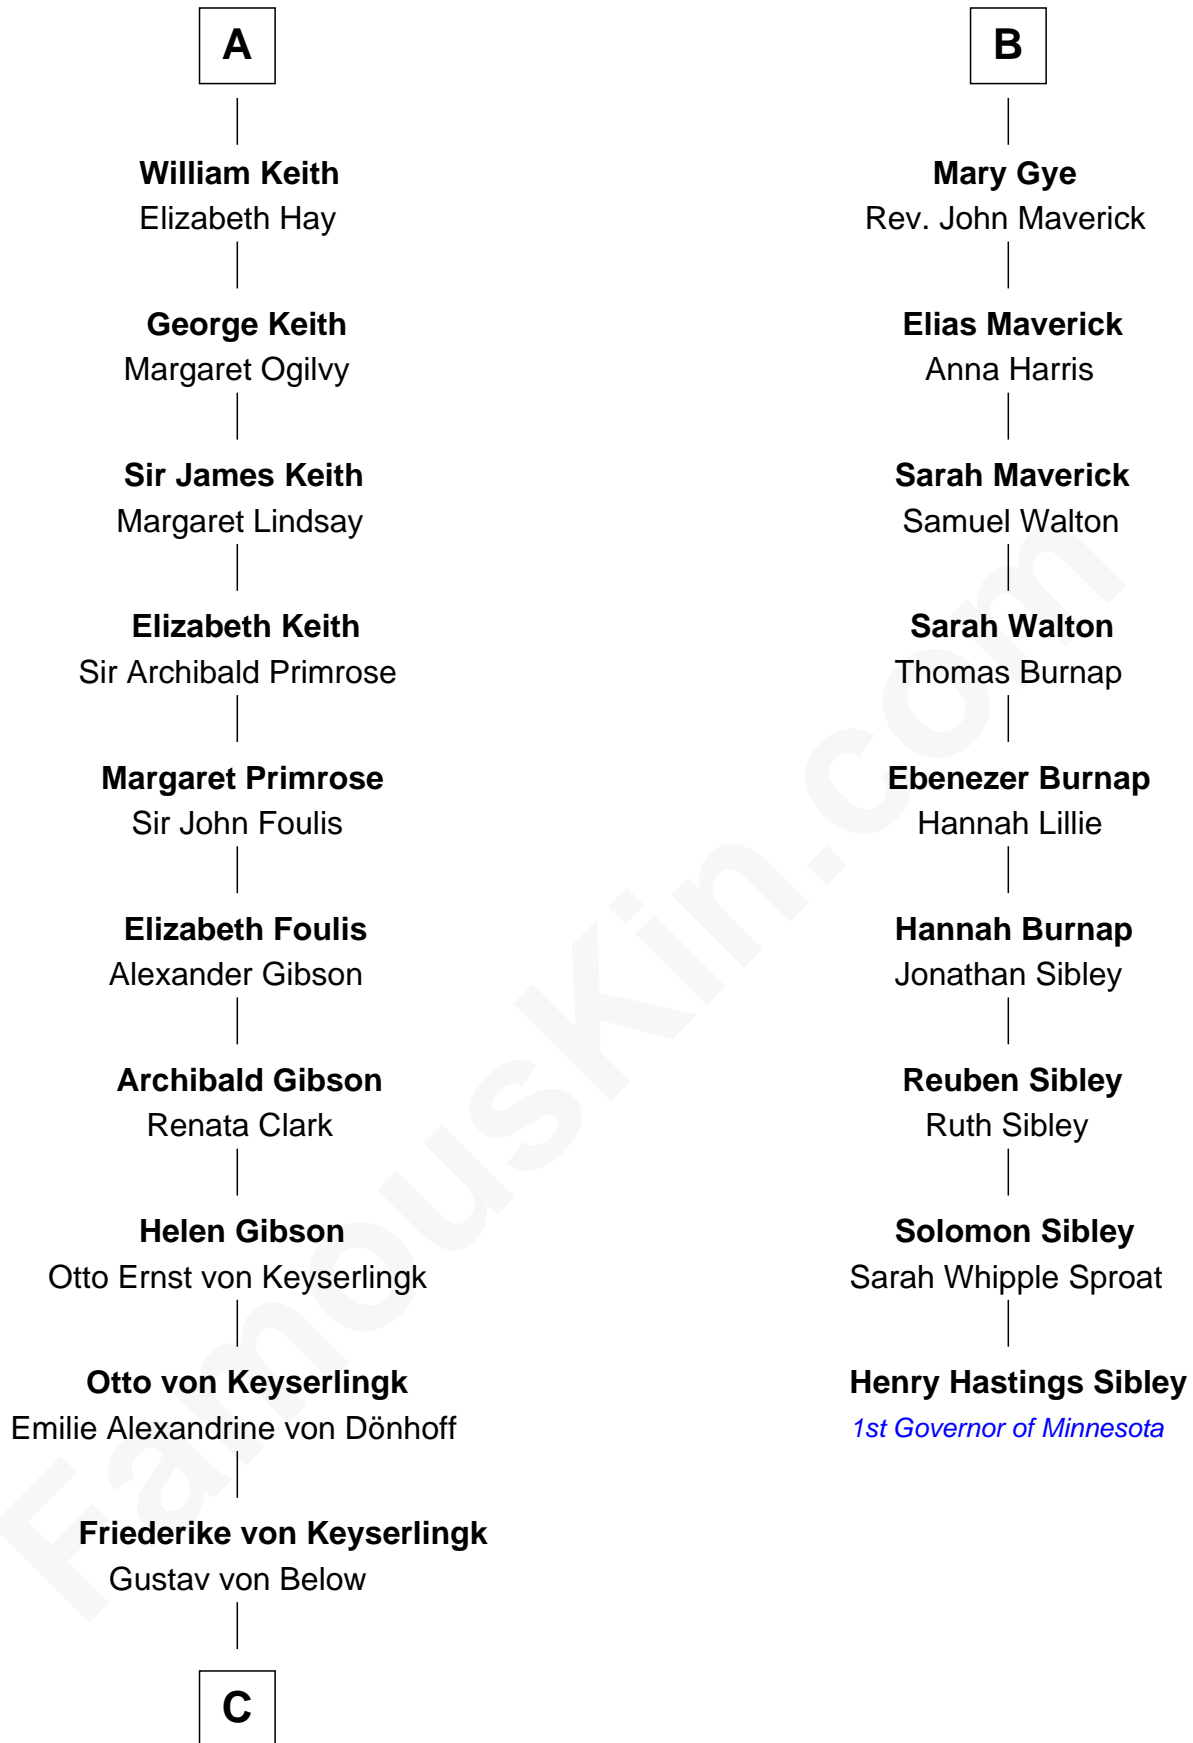 A
William Keith
Elizabeth Hay
George Keith
Margaret Ogilvy
Sir James Keith
Margaret Lindsay
Elizabeth Keith
Sir Archibald Primrose
Margaret Primrose
Sir John Foulis
Elizabeth Foulis
Alexander Gibson
Archibald Gibson
Renata Clark
Helen Gibson
Otto Ernst von Keyserlingk
Otto von Keyserlingk
Emilie Alexandrine von Dönhoff
Friederike von Keyserlingk
Gustav von Below
C
B
Mary Gye
Rev. John Maverick
Elias Maverick
Anna Harris
Sarah Maverick
Samuel Walton
Sarah Walton
Thomas Burnap
Ebenezer Burnap
Hannah Lillie
Hannah Burnap
Jonathan Sibley
Reuben Sibley
Ruth Sibley
Solomon Sibley
Sarah Whipple Sproat
Henry Hastings Sibley
1st Governor of Minnesota
FamousKin.com